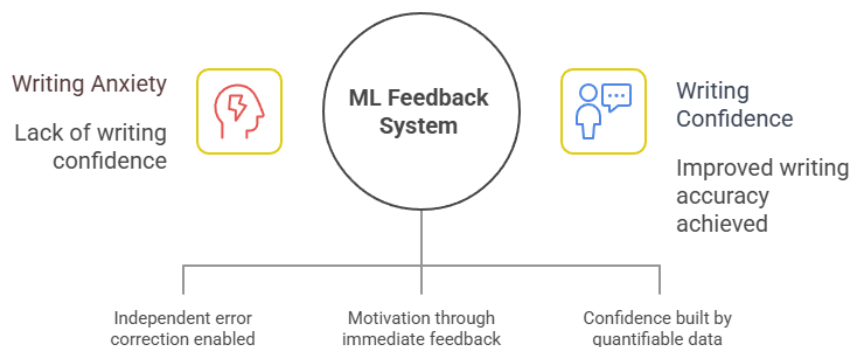 Writing Anxiety
Lack of writing
confidence
ML Feedback
System
Writing
Confidence
Improved writing
accuracy
achieved
Independent error
correction enabled
Motivation through
immediate feedback
Confidence built by
quantifiable data